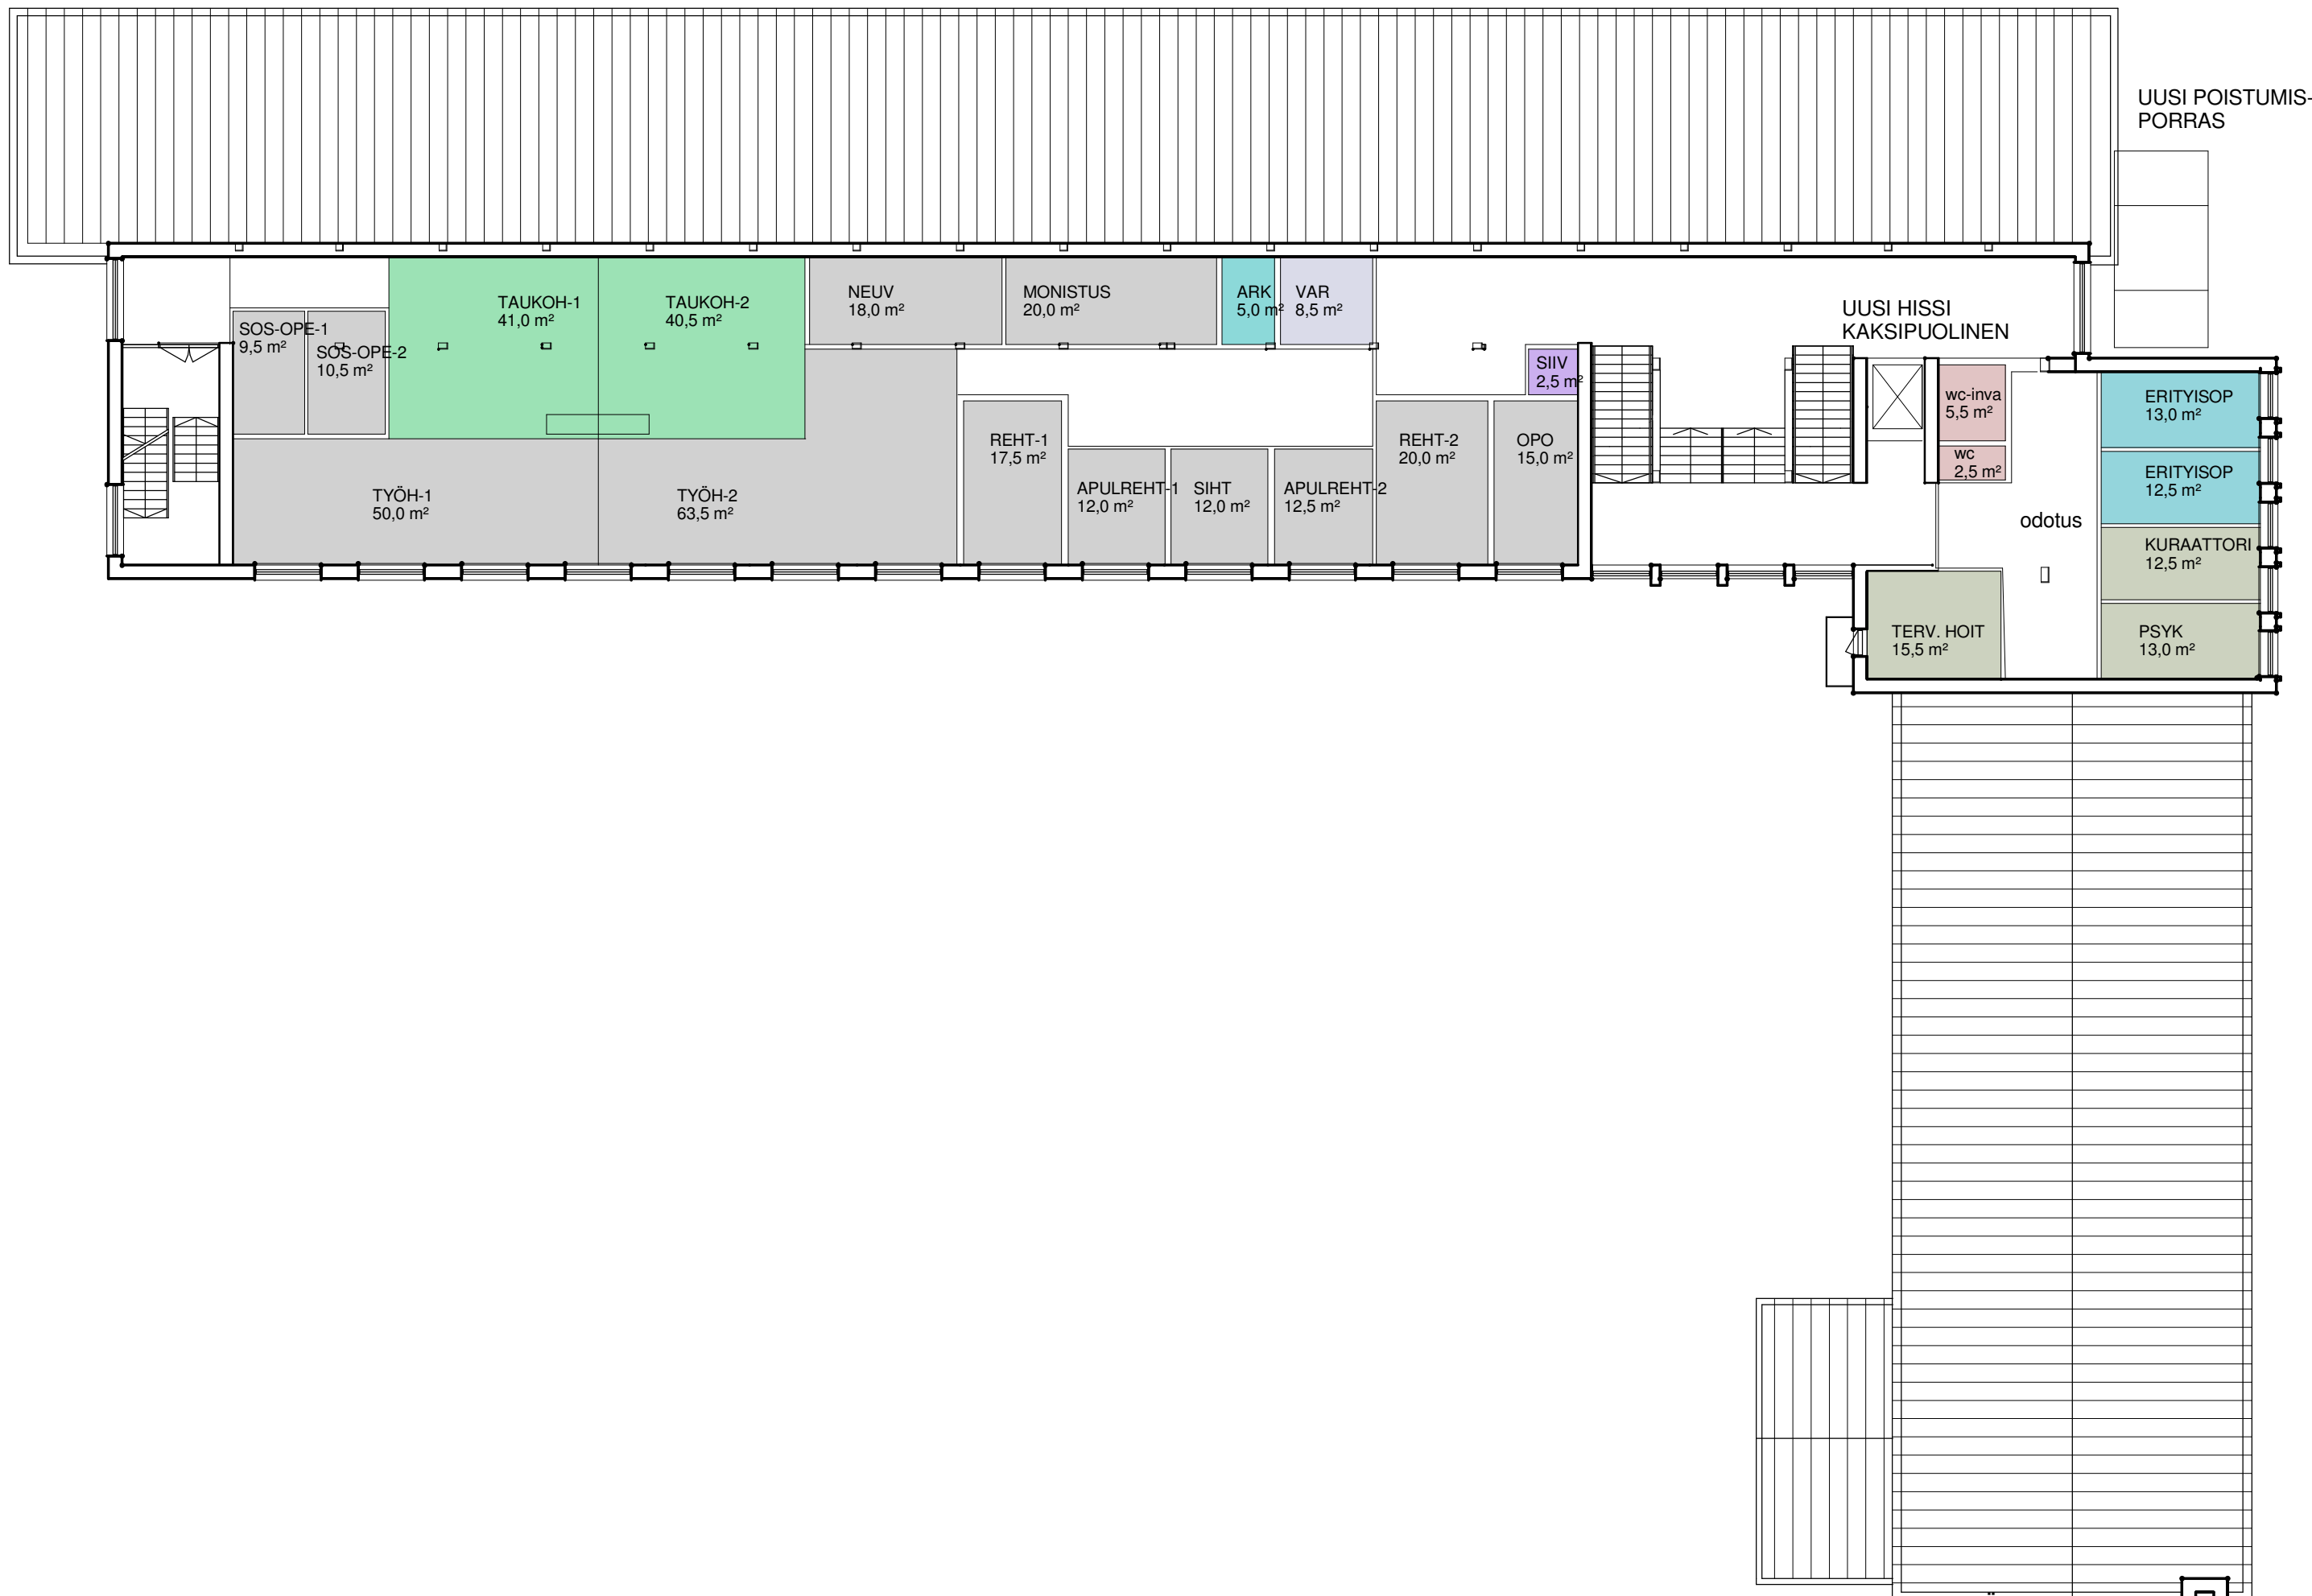 UUSI POISTUMIS-
PORRAS
UUSI HISSI
KAKSIPUOLINEN
SOS-OPE-1
9,5 m²
SOS-OPE-2
10,5 m²
TAUKOH-1
41,0 m²
TAUKOH-2
40,5 m²
NEUV
18,0 m²
MONISTUS
20,0 m²
ARK
5,0 m²
VAR
8,5 m²
SIIV
2,5 m²
wc-inva
5,5 m²
wc
2,5 m²
ERITYISOP
13,0 m²
ERITYISOP
12,5 m²
KURAATTORI
12,5 m²
PSYK
13,0 m²
odotus
TERV. HOIT
15,5 m²
TYÖH-1
50,0 m²
TYÖH-2
63,5 m²
REHT-1
17,5 m²
APULREHT-1
12,0 m²
SIHT
12,0 m²
APULREHT-2
12,5 m²
REHT-2
20,0 m²
OPO
15,0 m²